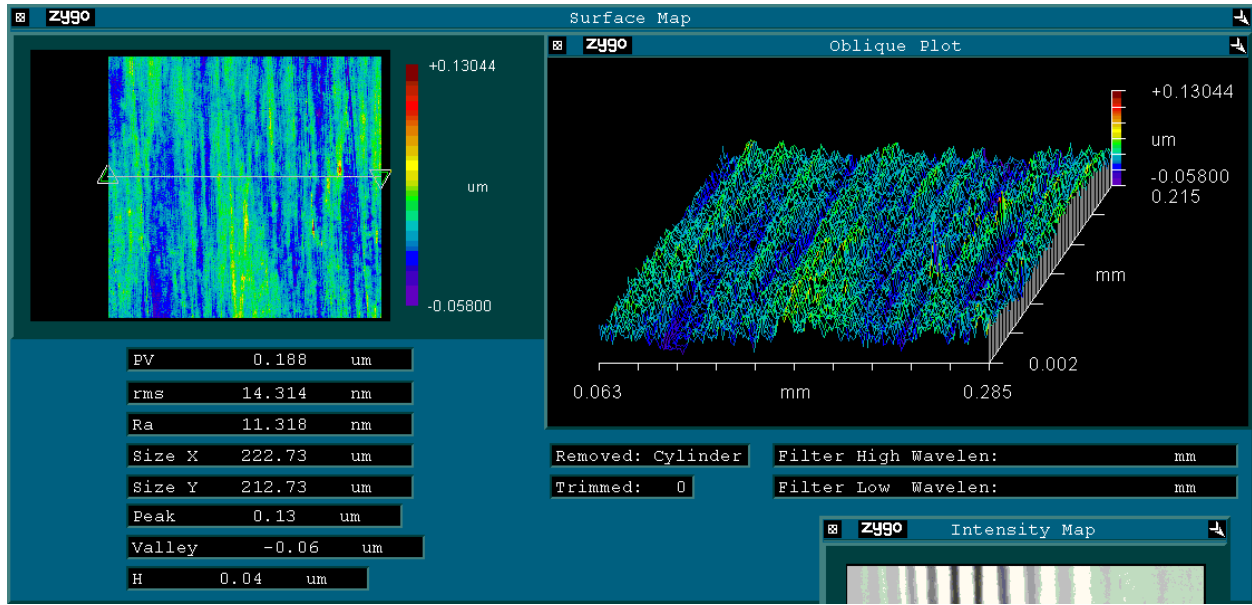 zygo Surface Map
+0.13044
um
-0.05800
zygo Oblique Plot
+0.13044
um
-0.05800
0.215
mm
0.002
0.063 mm 0.285
PV 0.188 um
rms 14.314 nm
Ra 11.318 nm
Size X 222.73 um
Size Y 212.73 um
Peak 0.13 um
Valley -0.06 um
H 0.04 um
Removed: Cylinder
Trimmed: 0
Filter High Wavelen: mm
Filter Low Wavelen: mm
zygo Intensity Map